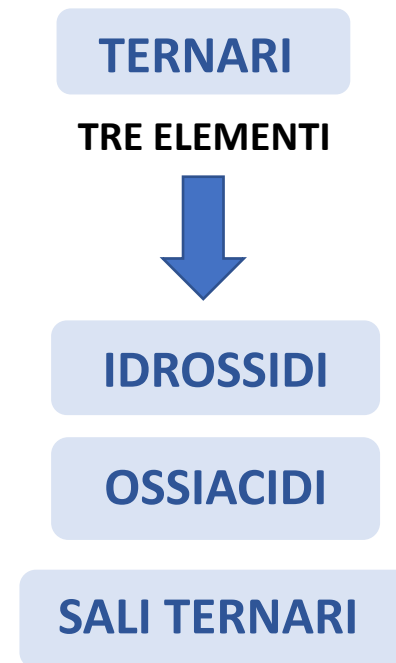 TERNARI
TRE ELEMENTI
IDROSSIDI
OSSIACIDI
SALI TERNARI